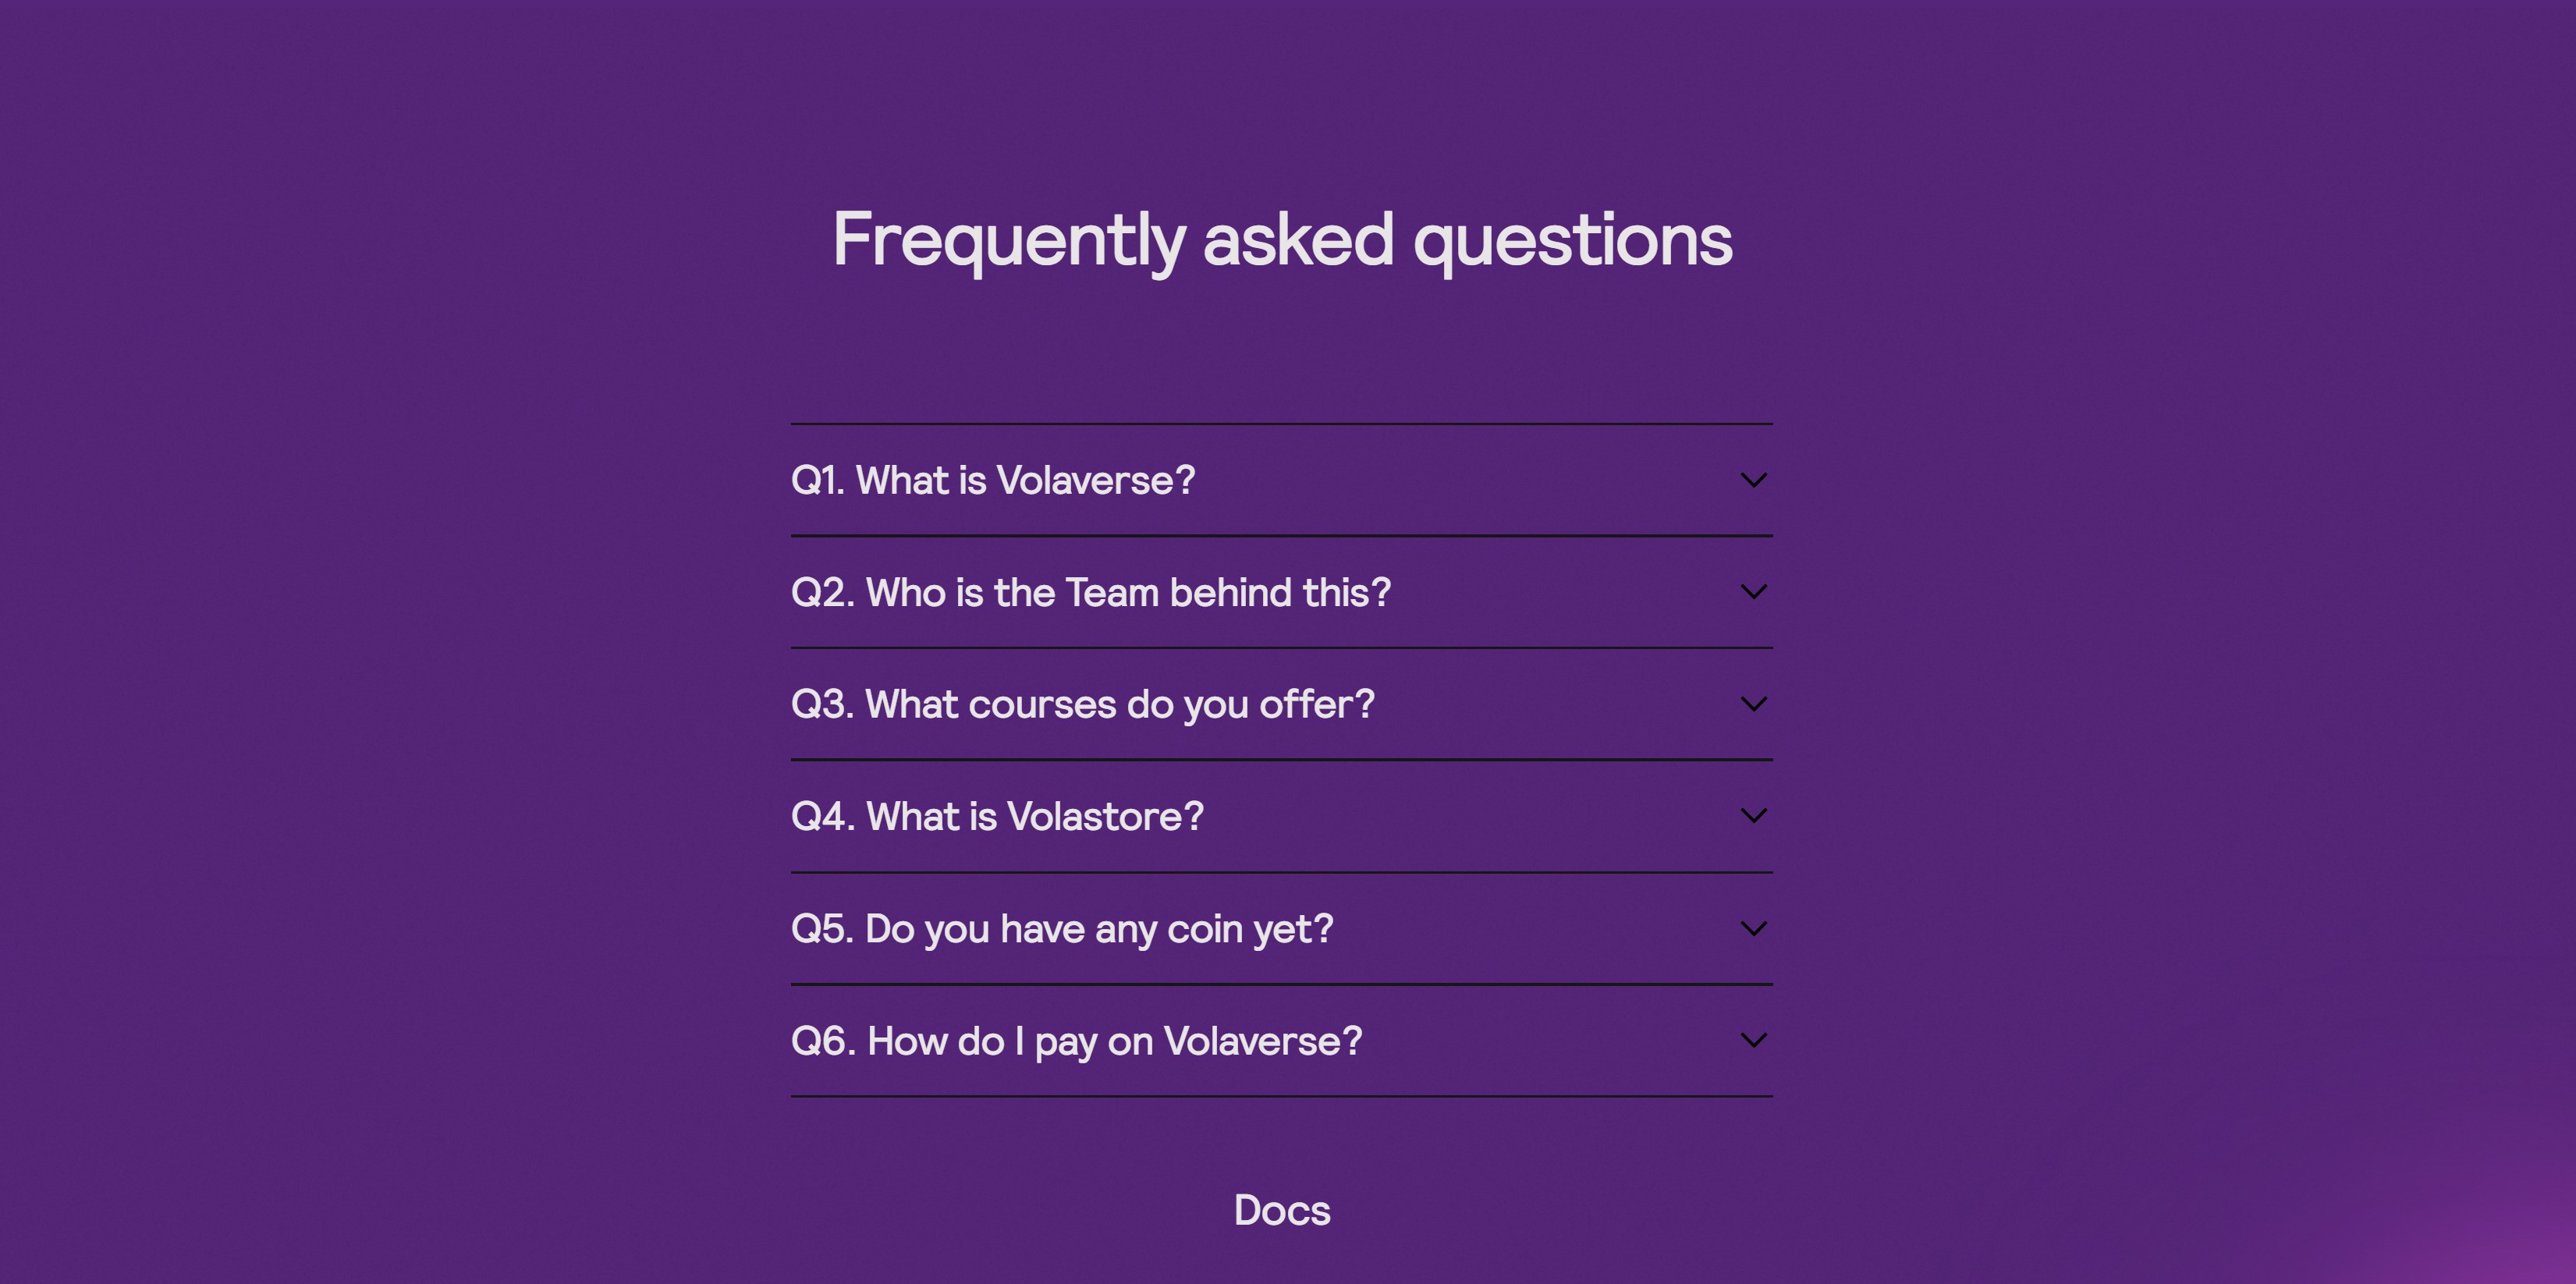 Frequently asked questions
Q1. What is Volaverse?
Q2. Who is the Team behind this?
Q3. What courses do you offer?
Q4. What is Volastore?
Q5. Do you have any coin yet?
Q6. How do I pay on Volaverse?
Docs